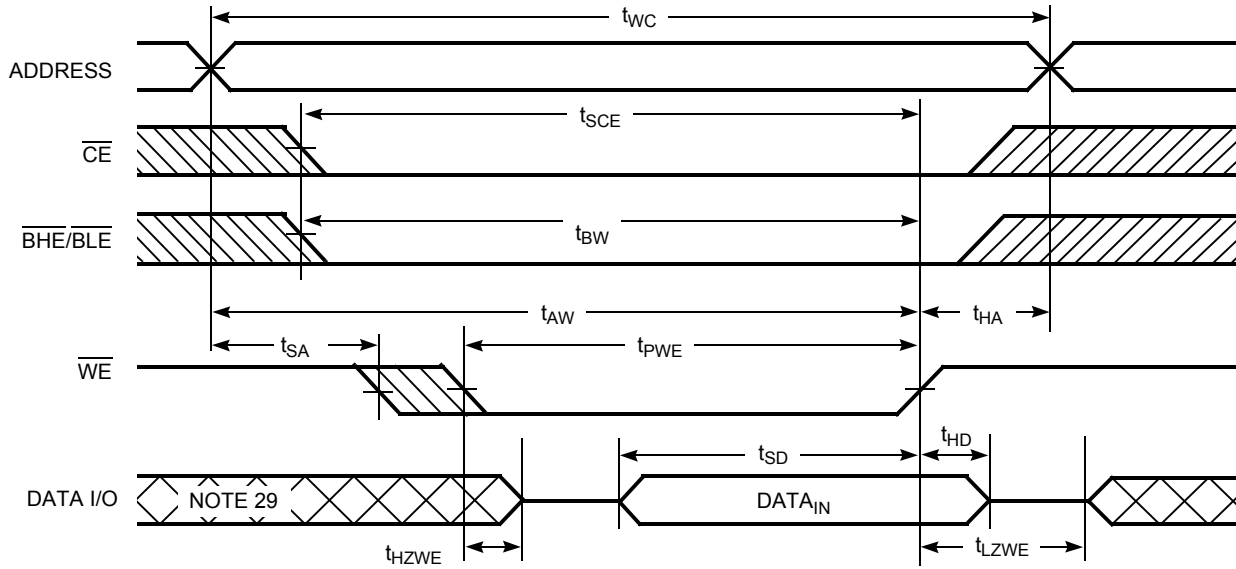 tWC
ADDRESS
tSCE
CE
BHE/BLE
tBW
tAW
tHA
tSA
tPWE
WE
tSD
tHD
DATA I/O
NOTE 29
DATAIN
tHZWE
tLZWE